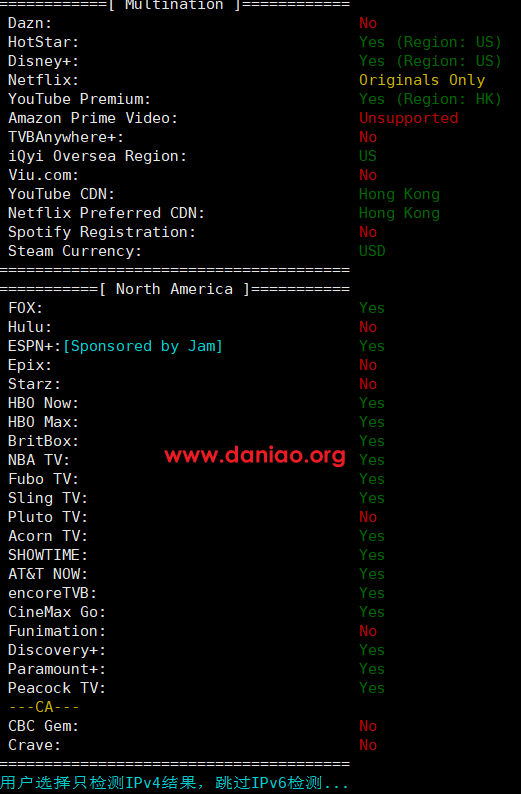 ============[ Multination ]============
Dazn: No
HotStar: Yes (Region: US)
Disney+: Yes (Region: US)
Netflix: Originals Only
YouTube Premium: Yes (Region: HK)
Amazon Prime Video: Unsupported
TVBAnywhere+: No
iQyi Oversea Region: US
Viu.com: No
YouTube CDN: Hong Kong
Netflix Preferred CDN: Hong Kong
Spotify Registration: No
Steam Currency: USD
=======================================
===========[ North America ]===========
FOX: Yes
Hulu: No
ESPN+:[Sponsored by Jam] Yes
Epix: No
Starz: No
HBO Now: Yes
HBO Max: Yes
BritBox: Yes
www.daniao.org
NBA TV: Yes
Fubo TV: Yes
Sling TV: Yes
Pluto TV: No
Acorn TV: Yes
SHOWTIME: Yes
AT&T NOW: Yes
encoreTVB: Yes
CineMax Go: Yes
Funimation: No
Discovery+: Yes
Paramount+: Yes
Peacock TV: Yes
---CA---
CBC Gem: No
Crave: No
=======================================
用户选择只检测IPv4结果，跳过IPv6检测...